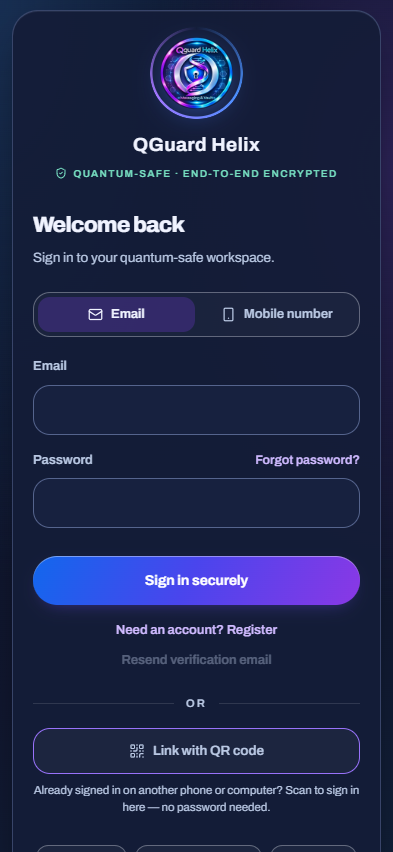 QGuard Helix
QGuard Helix
QUANTUM-SAFE · END-TO-END ENCRYPTED
Welcome back
Sign in to your quantum-safe workspace.
Email
Mobile number
Email
Password
Forgot password?
Sign in securely
Need an account? Register
Resend verification email
OR
Link with QR code
Already signed in on another phone or computer? Scan to sign in
here — no password needed.